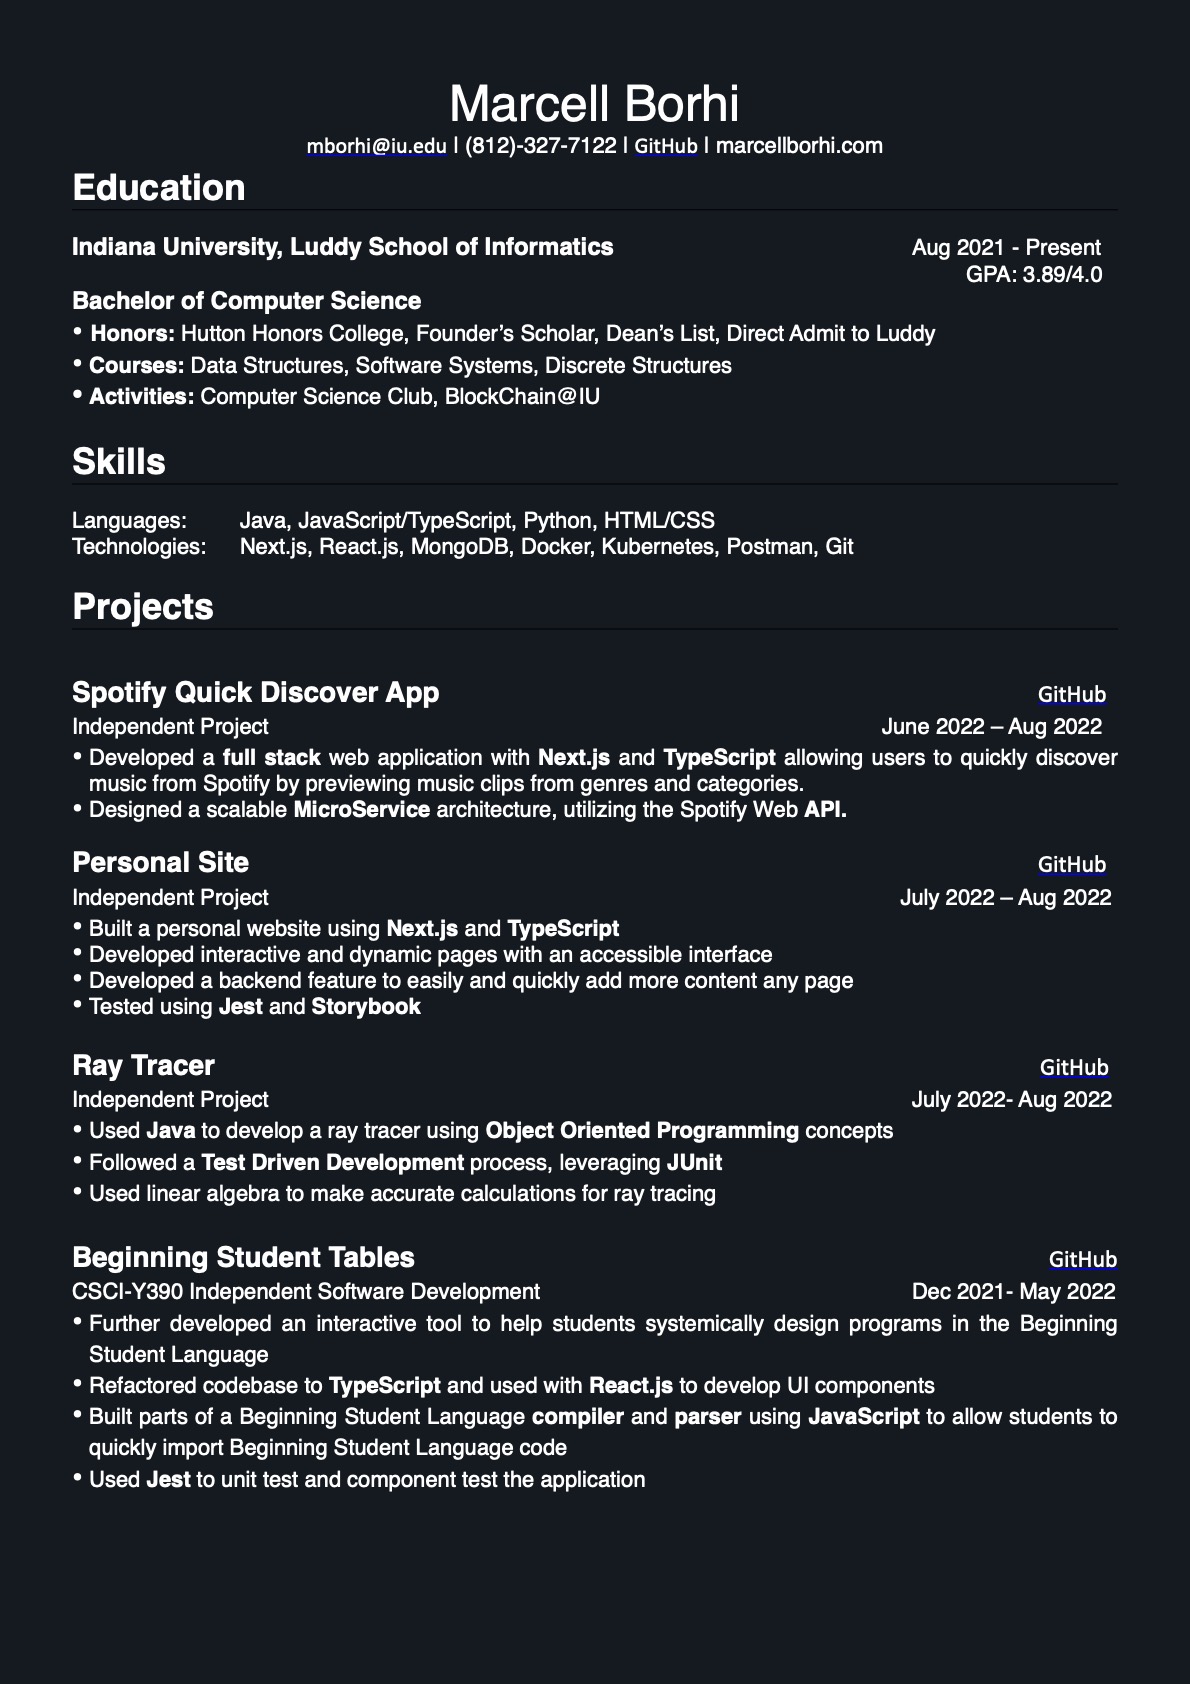 Marcell Borhi
mborhi@iu.edu | (812)-327-7122 | GitHub | marcellborhi.com
Education
Indiana University, Luddy School of Informatics Aug 2021 - Present
GPA: 3.89/4.0
Bachelor of Computer Science
• Honors: Hutton Honors College, Founder’s Scholar, Dean’s List, Direct Admit to Luddy
• Courses: Data Structures, Software Systems, Discrete Structures
• Activities: Computer Science Club, BlockChain@IU
Skills
Languages: Java, JavaScript/TypeScript, Python, HTML/CSS
Technologies: Next.js, React.js, MongoDB, Docker, Kubernetes, Postman, Git
Projects
Spotify Quick Discover App GitHub
Independent Project June 2022 – Aug 2022
• Developed a full stack web application with Next.js and TypeScript allowing users to quickly discover
music from Spotify by previewing music clips from genres and categories.
• Designed a scalable MicroService architecture, utilizing the Spotify Web API.
Personal Site GitHub
Independent Project July 2022 – Aug 2022
• Built a personal website using Next.js and TypeScript
• Developed interactive and dynamic pages with an accessible interface
• Developed a backend feature to easily and quickly add more content any page
• Tested using Jest and Storybook
Ray Tracer GitHub
Independent Project July 2022- Aug 2022
• Used Java to develop a ray tracer using Object Oriented Programming concepts
• Followed a Test Driven Development process, leveraging JUnit
• Used linear algebra to make accurate calculations for ray tracing
Beginning Student Tables GitHub
CSCI-Y390 Independent Software Development Dec 2021- May 2022
• Further developed an interactive tool to help students systemically design programs in the Beginning
Student Language
• Refactored codebase to TypeScript and used with React.js to develop UI components
• Built parts of a Beginning Student Language compiler and parser using JavaScript to allow students to
quickly import Beginning Student Language code
• Used Jest to unit test and component test the application